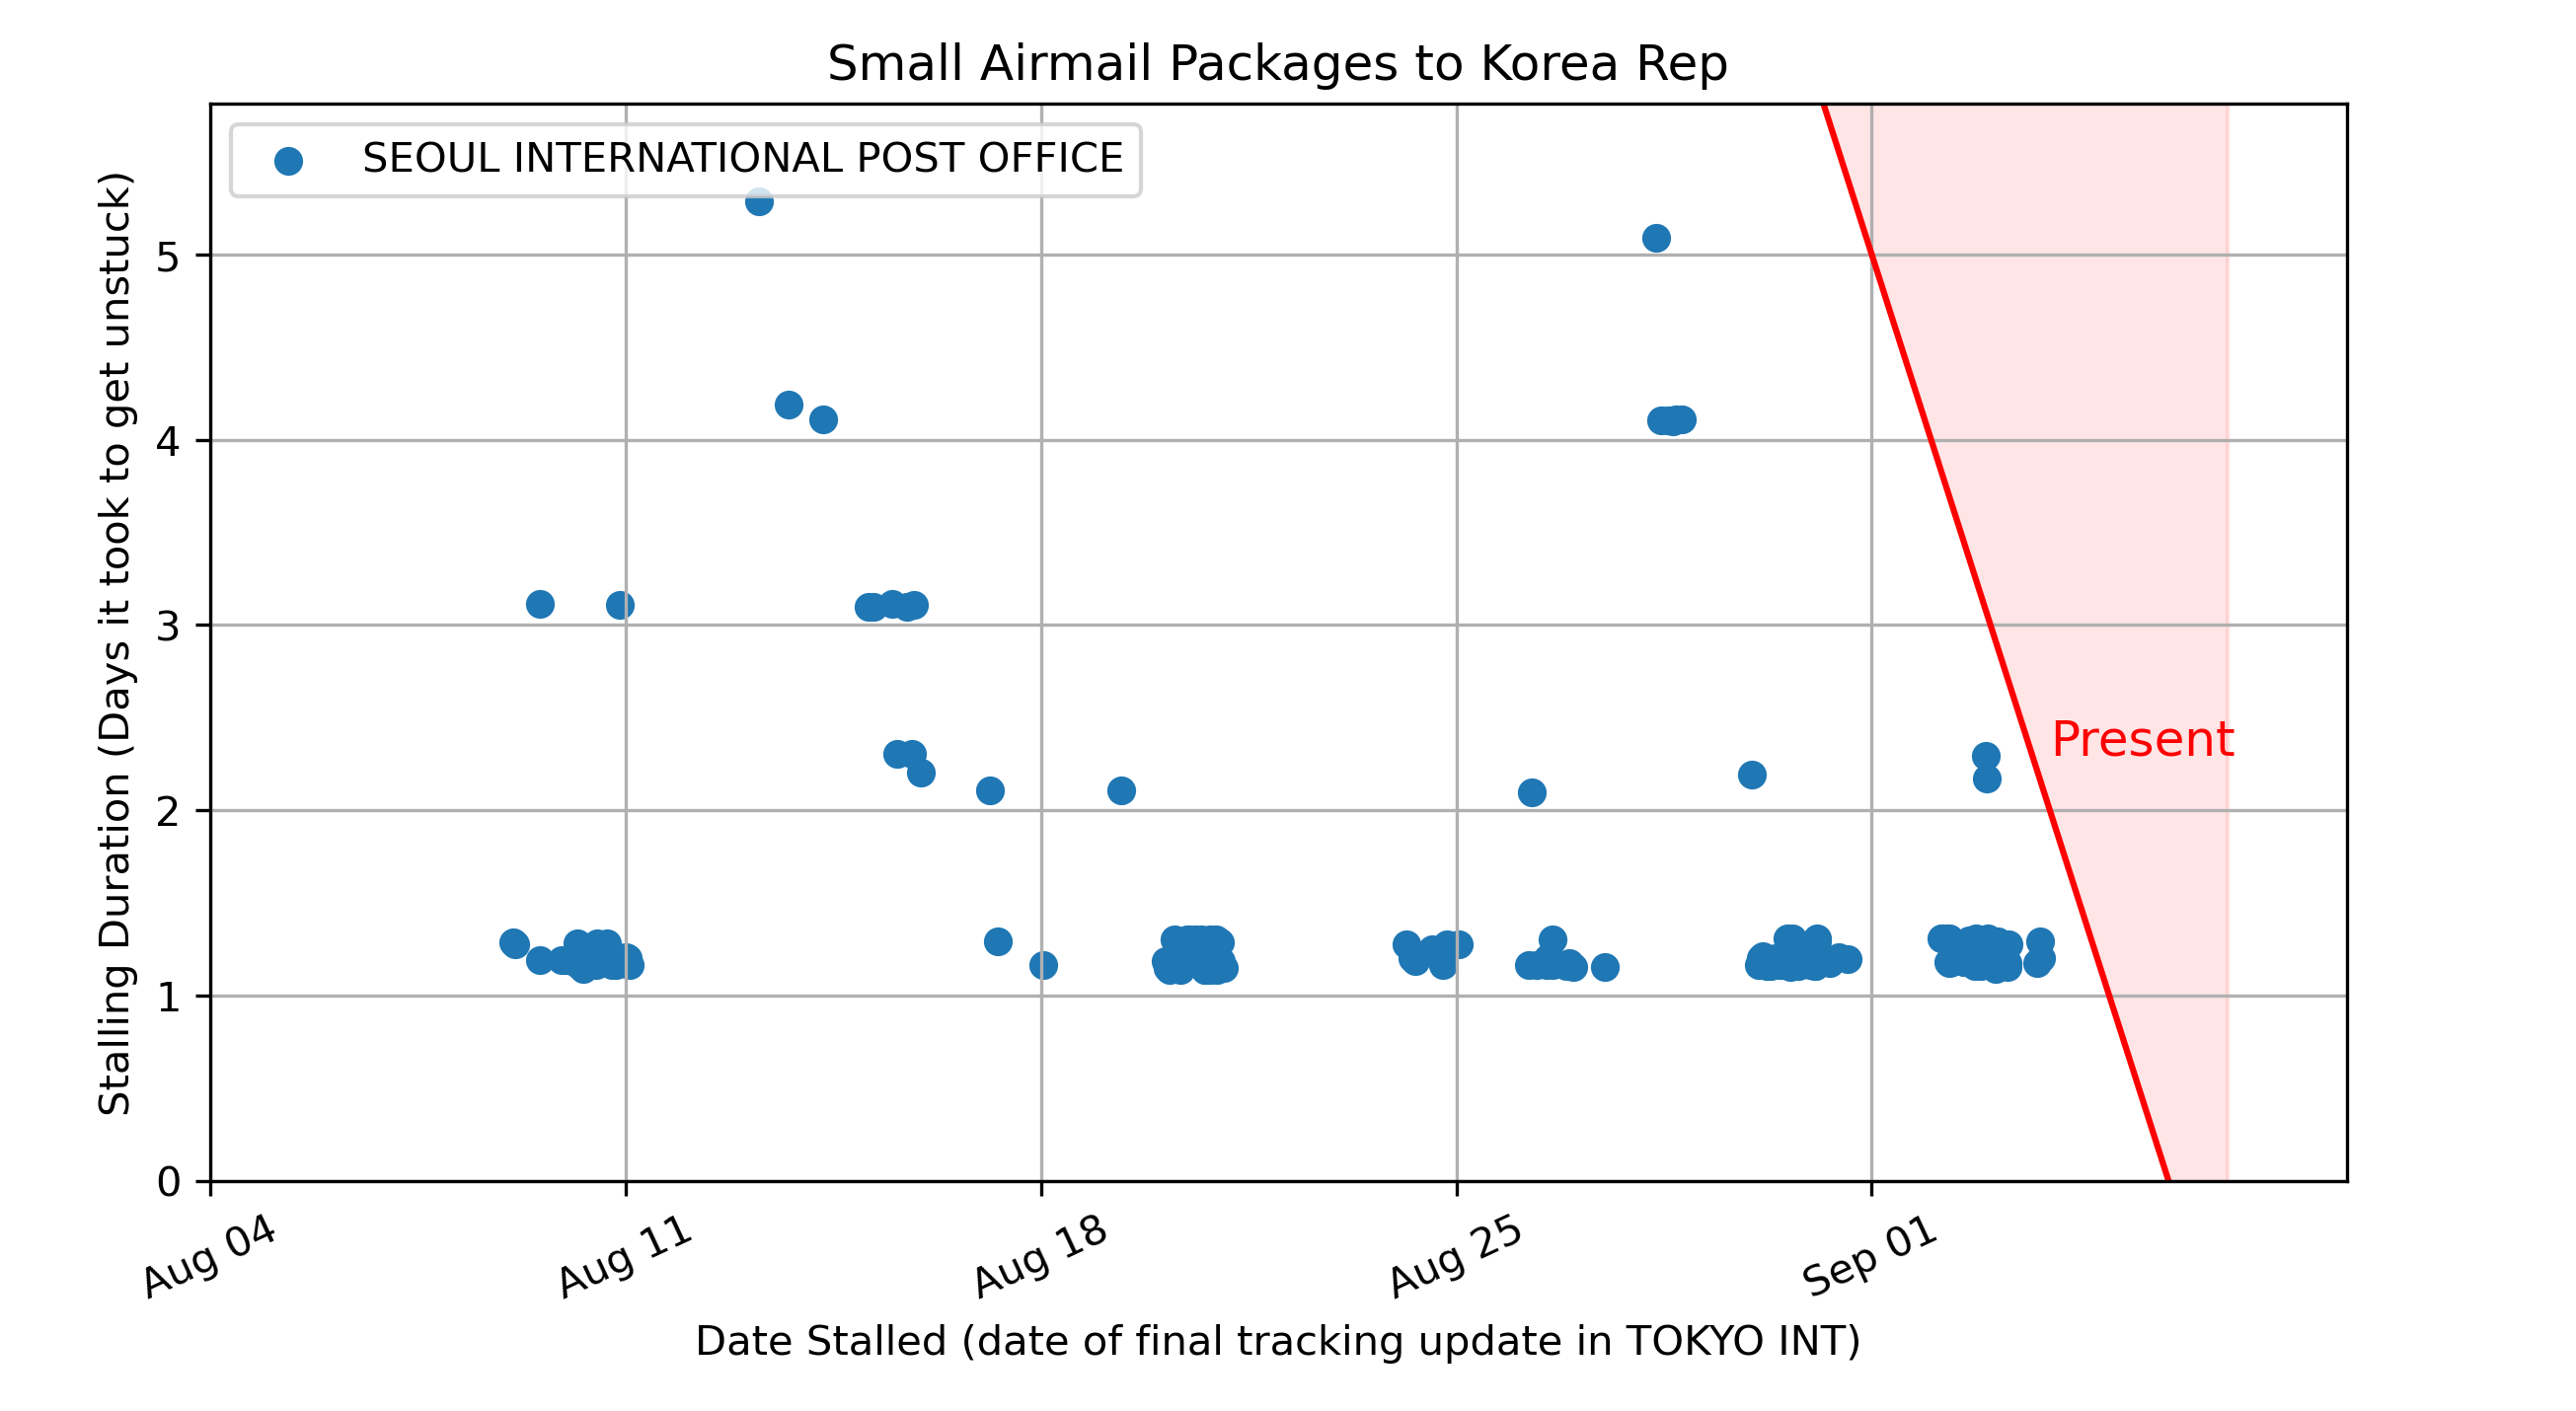 Small Airmail Packages to Korea Rep
SEOUL INTERNATIONAL POST OFFICE
Stalling Duration (Days it took to get unstuck)
5
4
3
2
1
0
Present
Aug 04
Aug 11
Aug 18
Aug 25
Sep 01
Date Stalled (date of final tracking update in TOKYO INT)